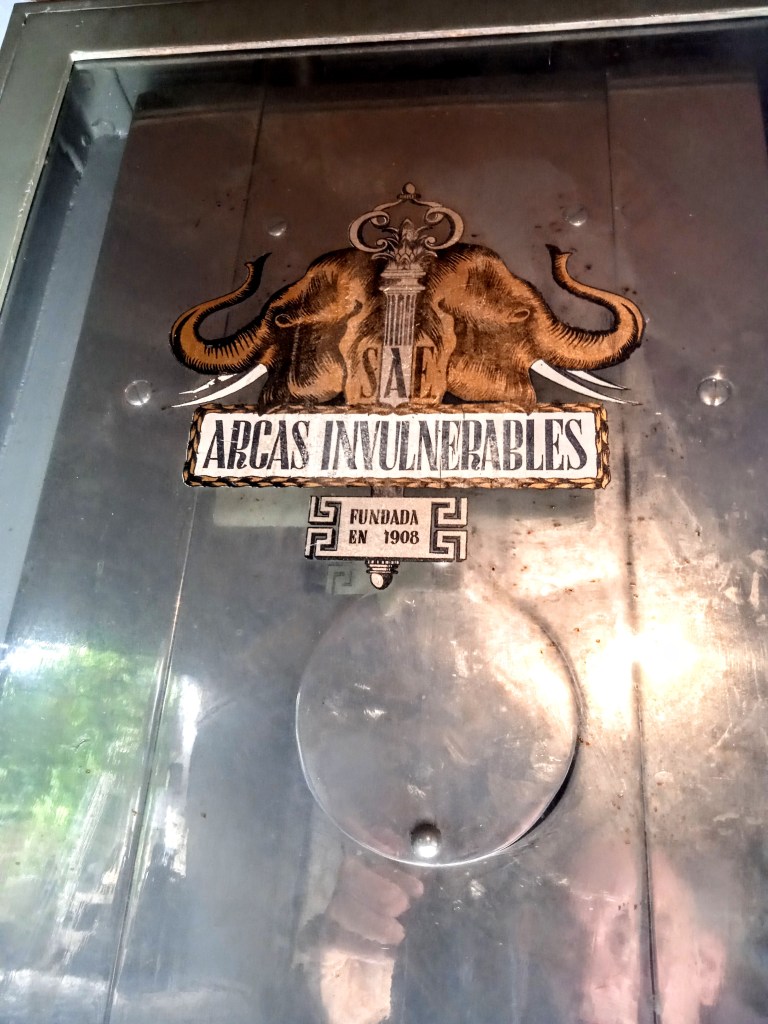 SAE
ARCAS INVULNERABLES
FUNDADA
EN 1908